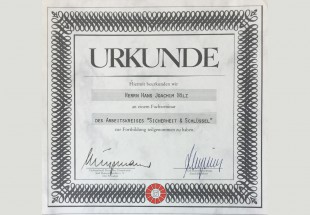 URKUNDE
Hiermit bescheinigen wir
HERRN HANS JOACHIM
an einem Fachseminar
DES ARBEITSKREISES "SICHERHEIT & SCHLÜSSEL"
zur Fortbildung teilgenommen zu haben.